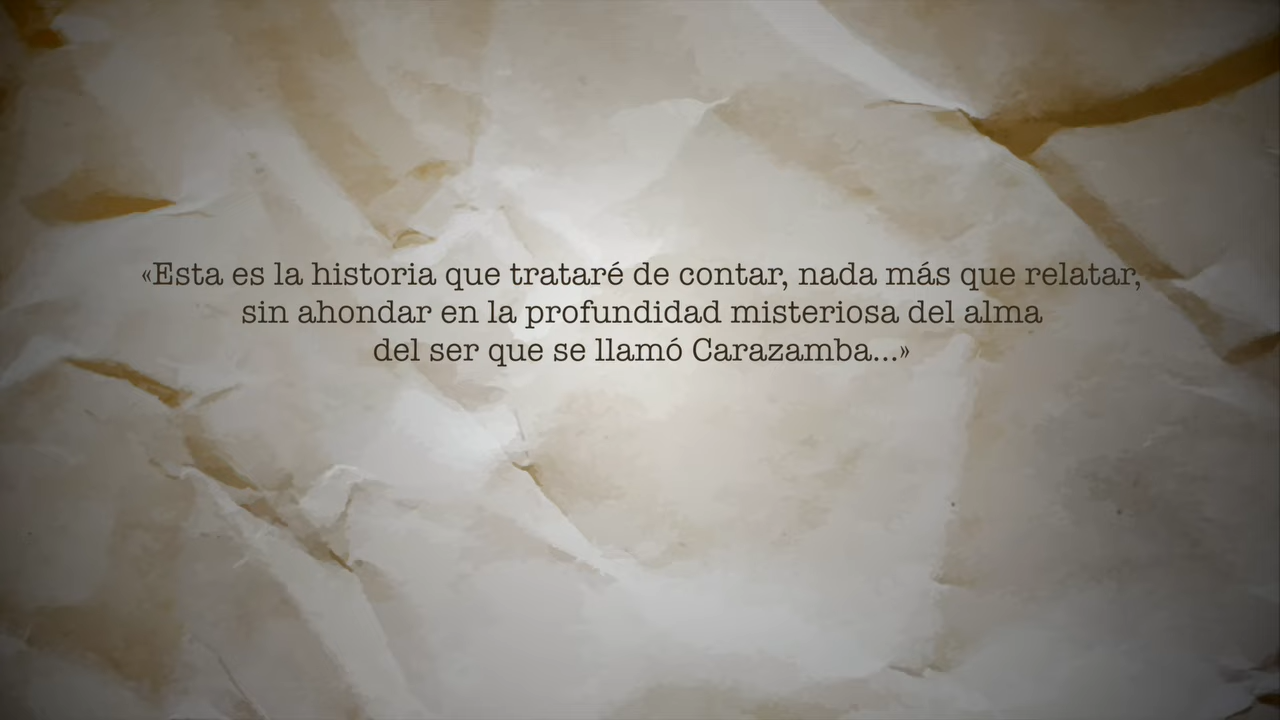 «Esta es la historia que trataré de contar, nada más que relatar,
sin ahondar en la profundidad misteriosa del alma
del ser que se llamó Carazamba...»